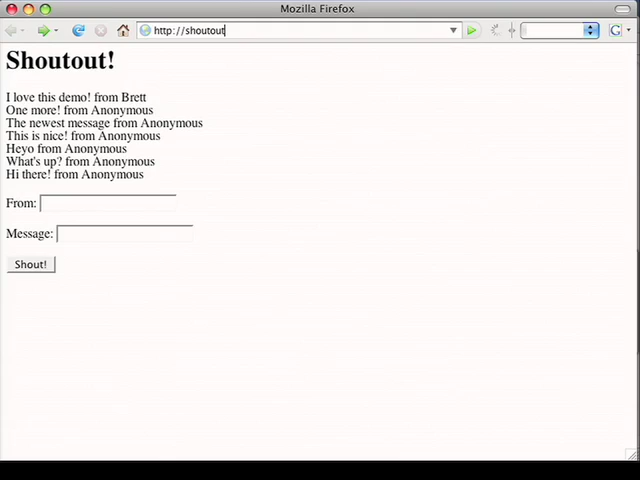 Mozilla Firefox
http://shoutout
G
Shoutout!
I love this demo! from Brett
One more! from Anonymous
The newest message from Anonymous
This is nice! from Anonymous
Heyo from Anonymous
What's up? from Anonymous
Hi there! from Anonymous
From:
Message:
Shout!